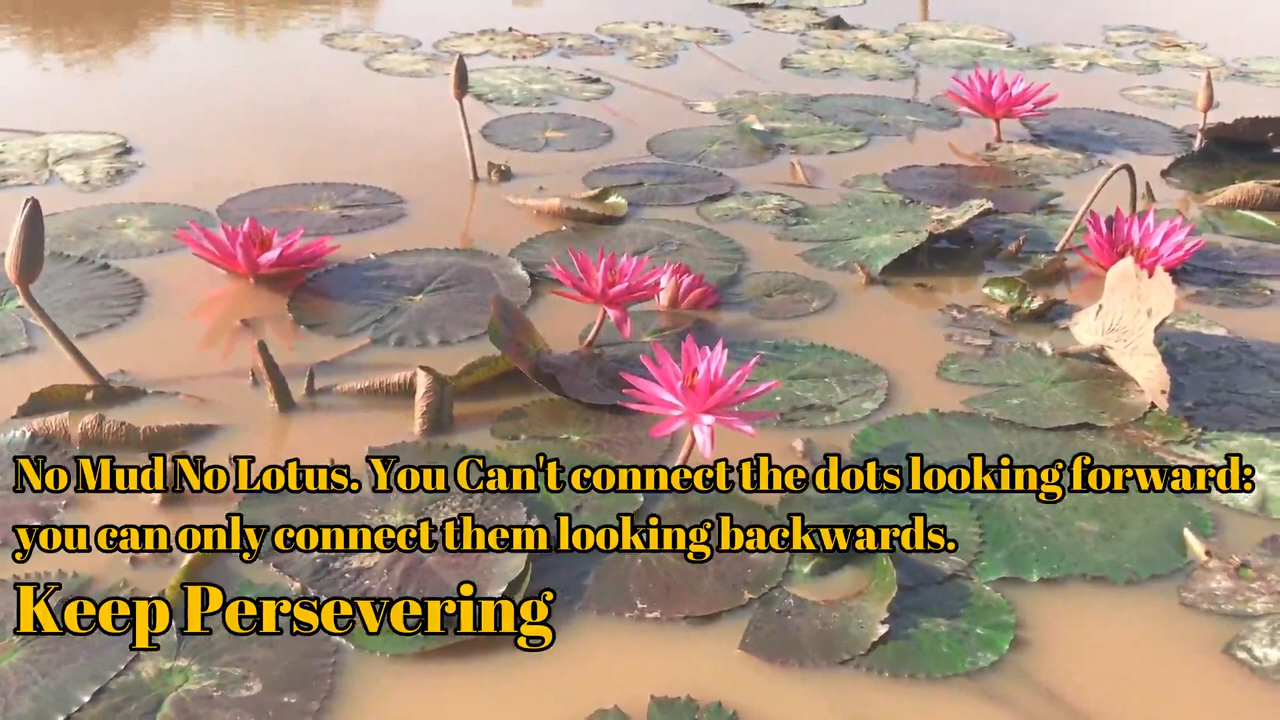 No Mud No Lotus. You Can't connect the dots looking forward:
you can only connect them looking backwards.
Keep Persevering